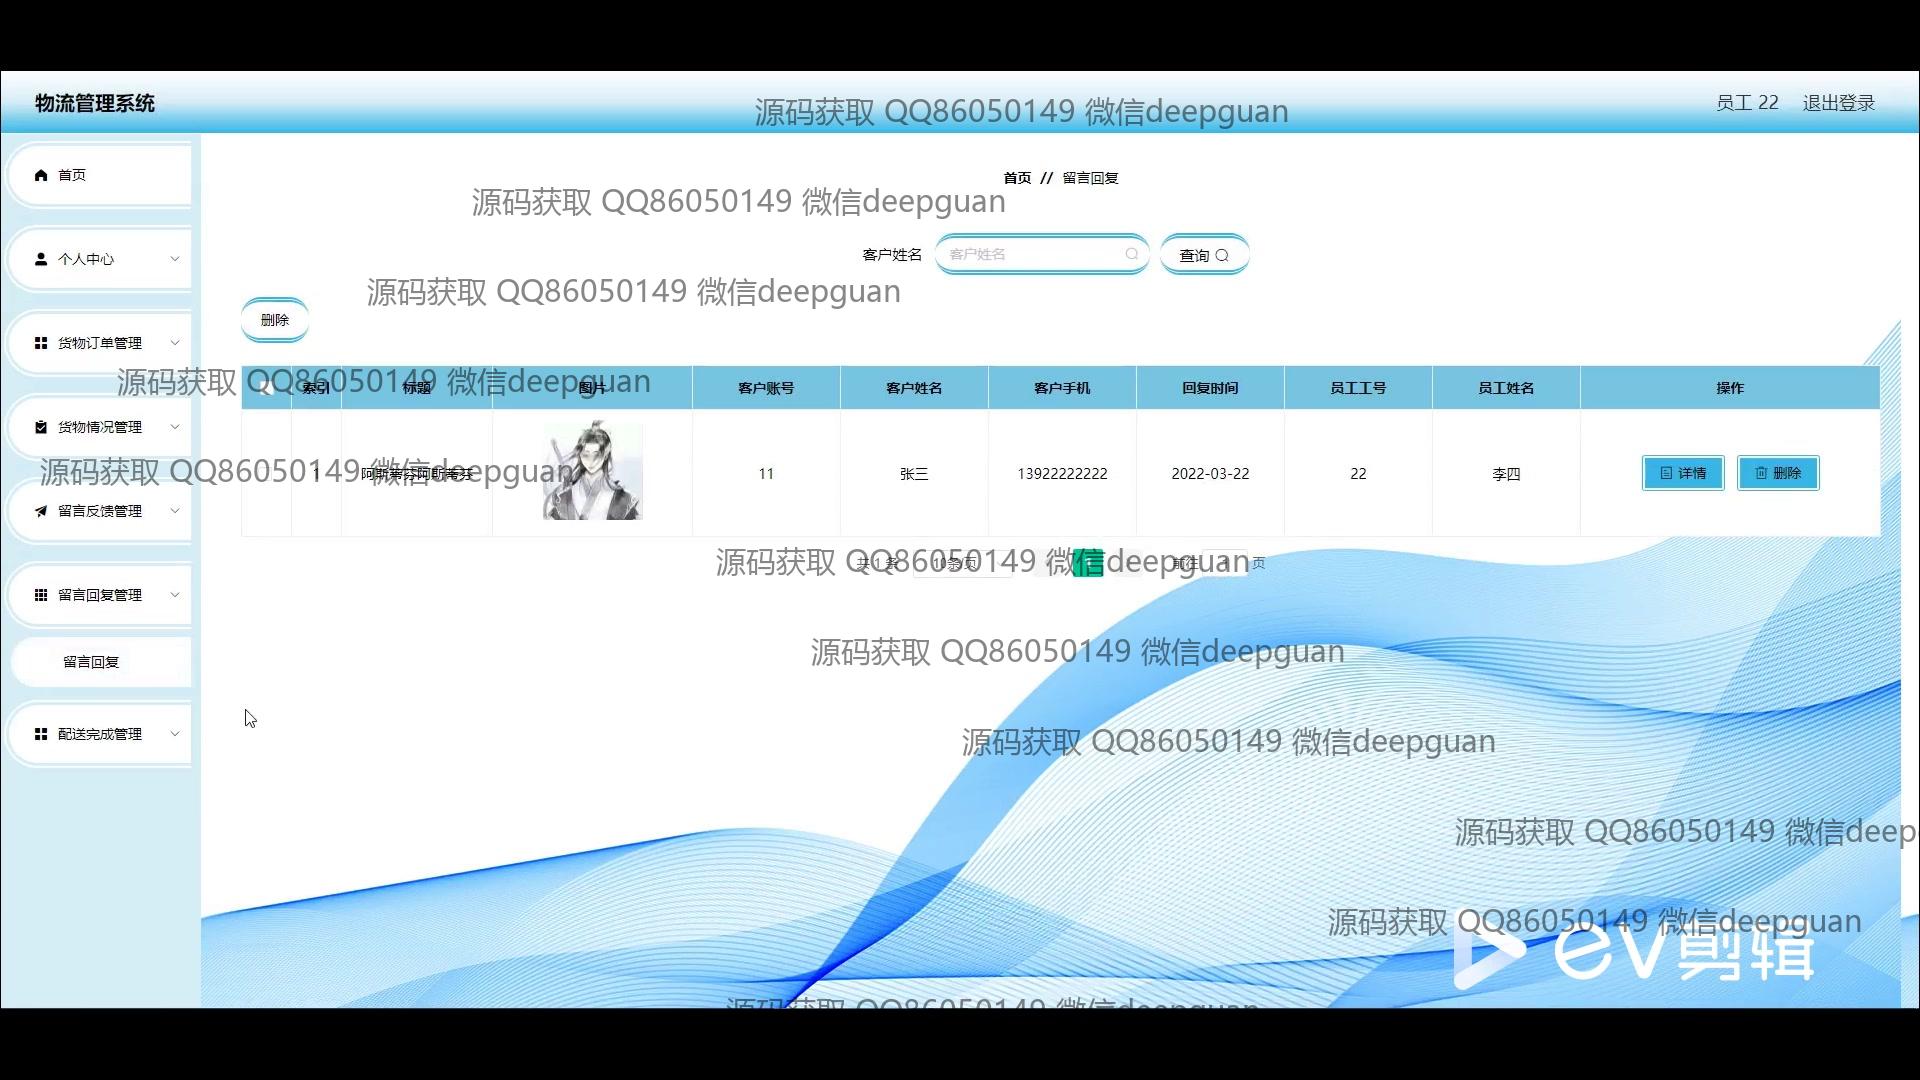 物流管理系统
源码获取 QQ86050149 微信deepguan
员工 22 退出登录
首页
首页 // 留言回复
源码获取 QQ86050149 微信deepguan
个人中心
客户姓名 客户姓名 查询
源码获取 QQ86050149 微信deepguan
删除
货物订单管理
源码获取 QQ86050149 微信deepguan
索引 标题 图片 客户账号 客户姓名 客户手机 回复时间 员工工号 员工姓名 操作
货物情况管理
源码获取 QQ86050149 微信deepguan
1 11 张三 13922222222 2022-03-22 22 李四 详情 删除
留言反馈管理
源码获取 QQ86050149 微信deepguan
共 1 条 10条/页 前往 1 页
留言回复管理
源码获取 QQ86050149 微信deepguan
留言回复
配送完成管理
源码获取 QQ86050149 微信deepguan
源码获取 QQ86050149 微信deep
源码获取 QQ86050149 微信deepguan
EV剪辑
源码获取 QQ86050149 微信deepguan